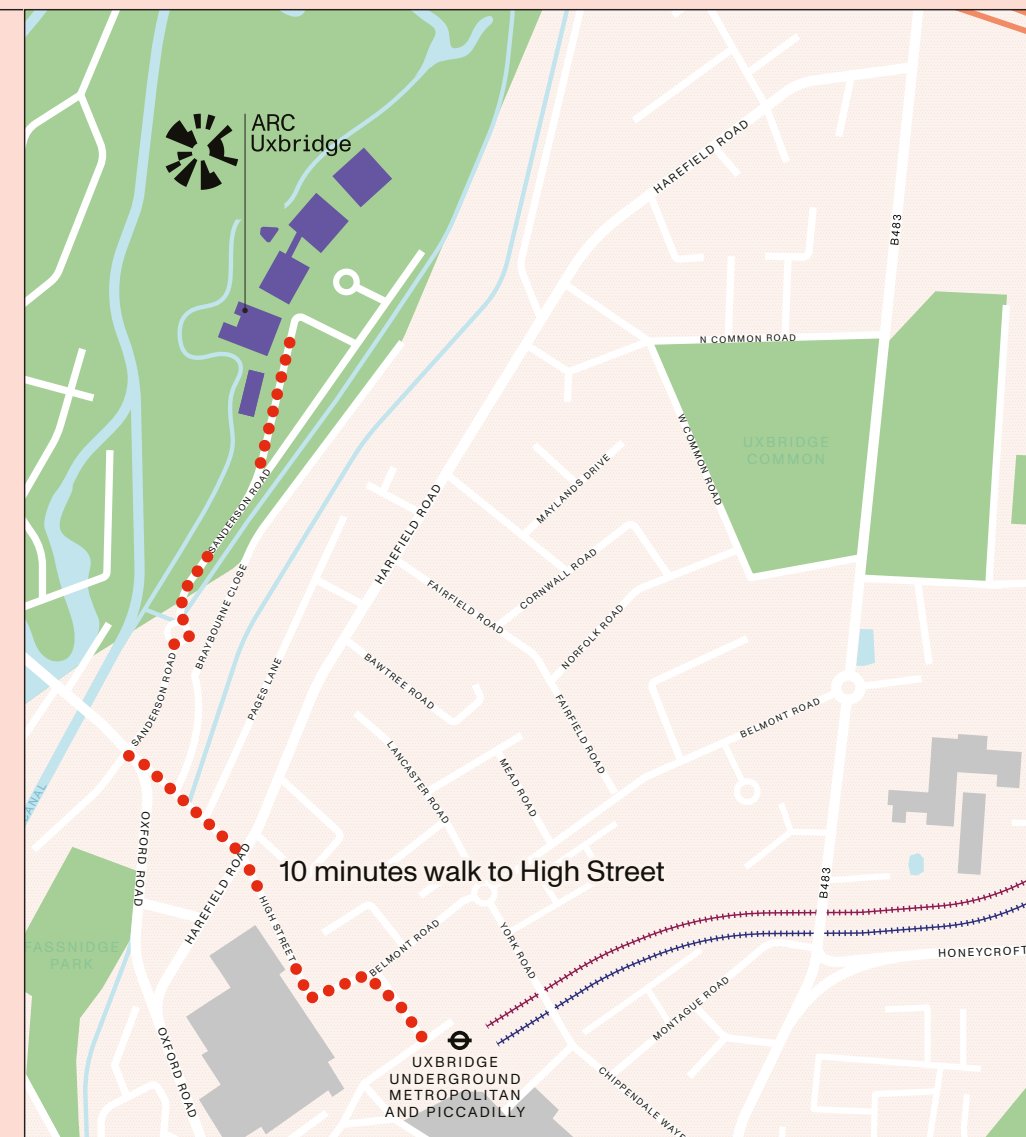 ARC
Uxbridge
HAREFIELD ROAD
B483
N COMMON ROAD
W COMMON ROAD
UXBRIDGE
COMMON
MAYLANDS DRIVE
HAREFIELD ROAD
SANDERSON ROAD
CORNWALL ROAD
FAIRFIELD ROAD
NORFOLK ROAD
BRAYBOURNE CLOSE
SANDERSON ROAD
PAGES LANE
BAWTREE ROAD
FAIRFIELD ROAD
BELMONT ROAD
LANCASTER ROAD
MEAD ROAD
CANAL
OXFORD ROAD
HAREFIELD ROAD
10 minutes walk to High Street
B483
HIGH STREET
BELMONT ROAD
YORK ROAD
FASSNIDGE
PARK
HONEYCROFT
MONTAGUE ROAD
OXFORD ROAD
UXBRIDGE
UNDERGROUND
METROPOLITAN
AND PICCADILLY
CHIPPENDALE WAYE